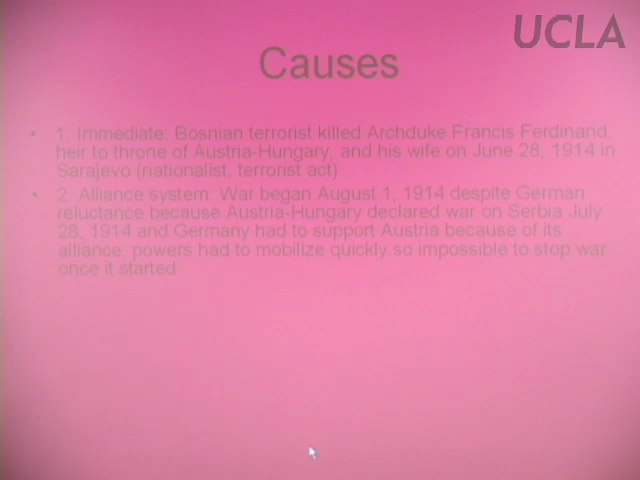 UCLA
Causes
• 1. Immediate: Bosnian terrorist killed Archduke Francis Ferdinand,
heir to throne of Austria-Hungary, and his wife on June 28, 1914 in
Sarajevo (nationalist, terrorist act)
• 2. Alliance system: War began August 1, 1914 despite German
reluctance because Austria-Hungary declared war on Serbia July
28, 1914 and Germany had to support Austria because of its
alliance; powers had to mobilize quickly so impossible to stop war
once it started